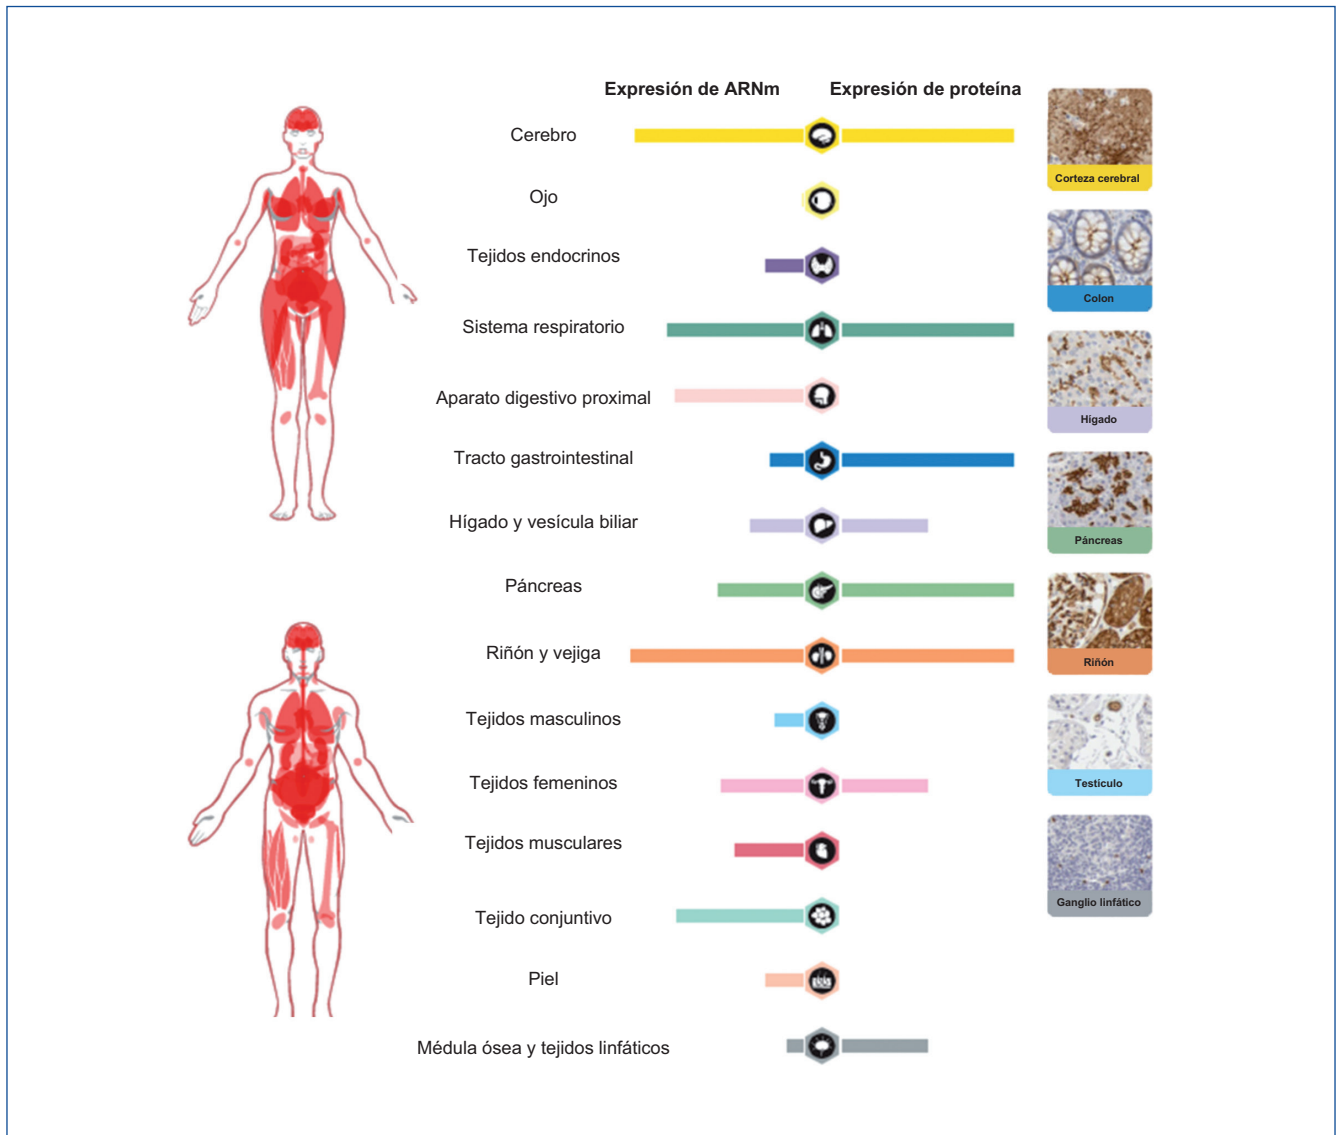 Expresión de ARNm
Expresión de proteína
Cerebro
Ojo
Tejidos endocrinos
Sistema respiratorio
Aparato digestivo proximal
Tracto gastrointestinal
Hígado y vesícula biliar
Páncreas
Riñón y vejiga
Tejidos masculinos
Tejidos femeninos
Tejidos musculares
Tejido conjuntivo
Piel
Médula ósea y tejidos linfáticos
Corteza cerebral
Colon
Hígado
Páncreas
Riñón
Testículo
Ganglio linfático